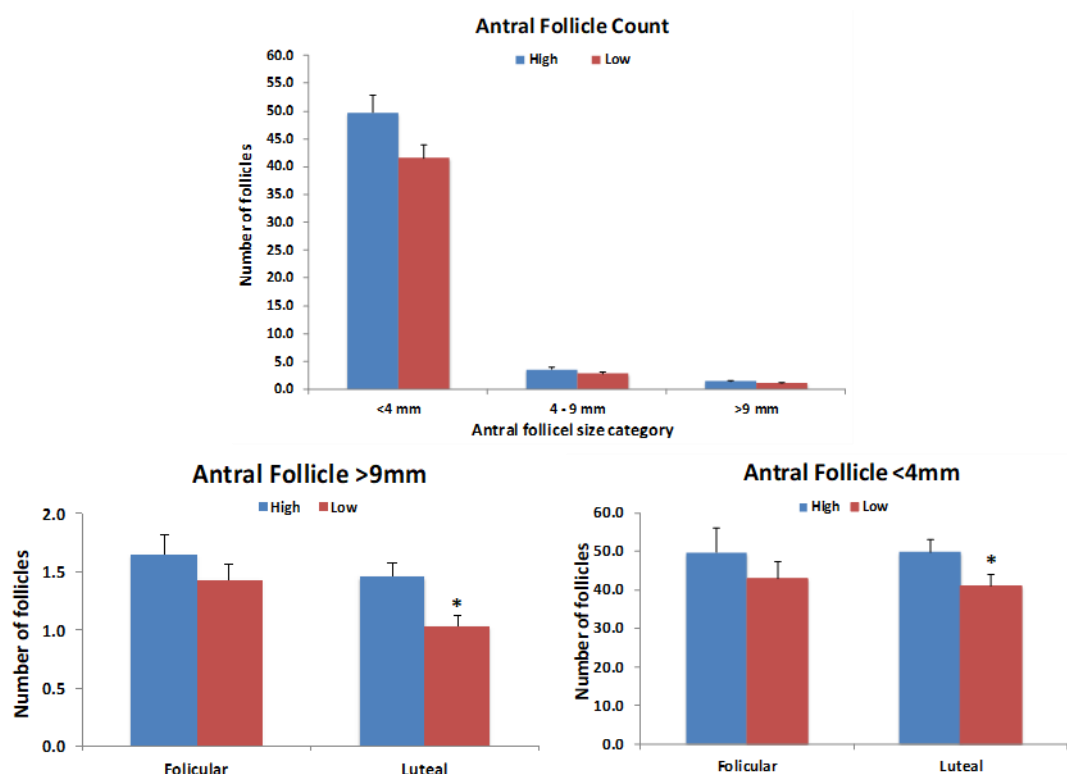 Antral Follicle Count
High Low
60.0
55.0
50.0
45.0
40.0
35.0
30.0
25.0
20.0
15.0
10.0
5.0
0.0
Number of follicles
<4 mm 4 - 9 mm >9 mm
Antral follicel size category
Antral Follicle >9mm
High Low
2.0
1.5
1.0
0.5
0.0
Number of follicles
*
Folicular Luteal
Antral Follicle <4mm
High Low
60.0
50.0
40.0
30.0
20.0
10.0
0.0
Number of follicles
*
Folicular Luteal